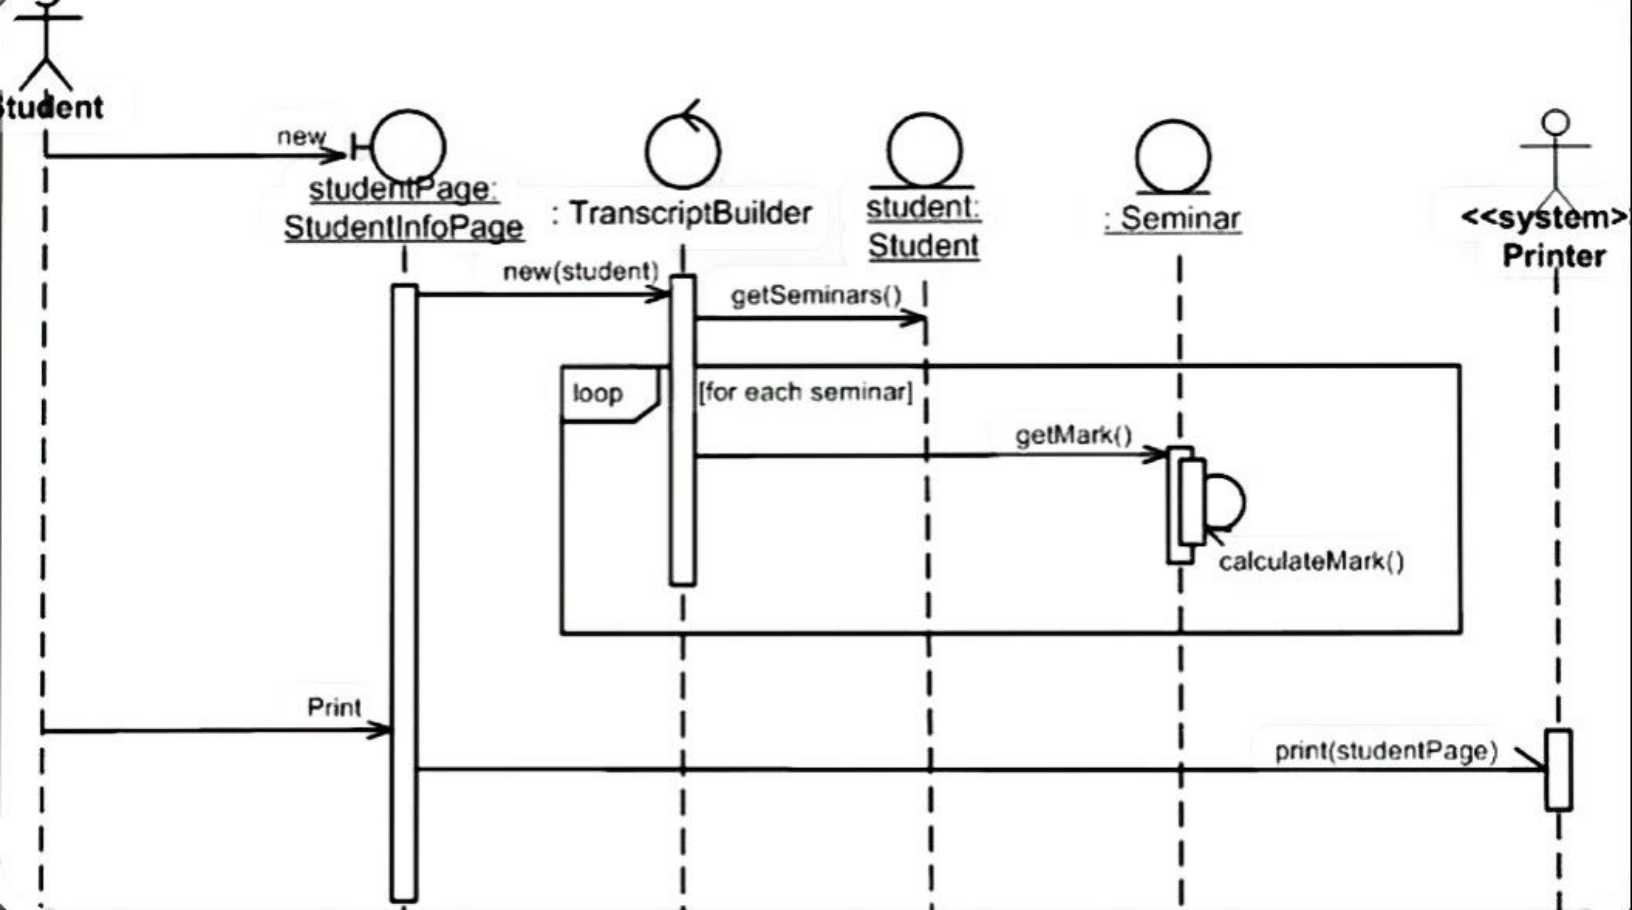 Student
new
studentPage:
StudentInfoPage
: TranscriptBuilder
student:
Student
: Seminar
<<system>>
Printer
new(student)
getSeminars()
loop
[for each seminar]
getMark()
calculateMark()
Print
print(studentPage)